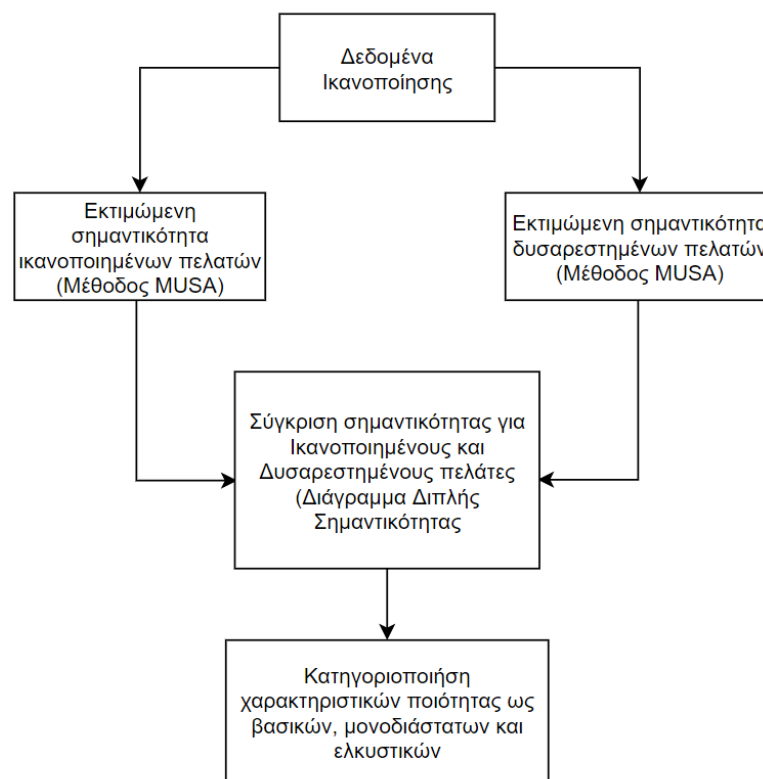 Δεδομένα
Ικανοποίησης
Εκτιμώμενη
σημαντικότητα
ικανοποιημένων πελατών
(Μέθοδος MUSA)
Εκτιμώμενη σημαντικότητα
δυσαρεστημένων πελατών
(Μέθοδος MUSA)
Σύγκριση σημαντικότητας για
Ικανοποιημένους και
Δυσαρεστημένους πελάτες
(Διάγραμμα Διπλής
Σημαντικότητας
Κατηγοριοποιήση
χαρακτηριστικών ποιότητας ως
βασικών, μονοδιάστατων και
ελκυστικών